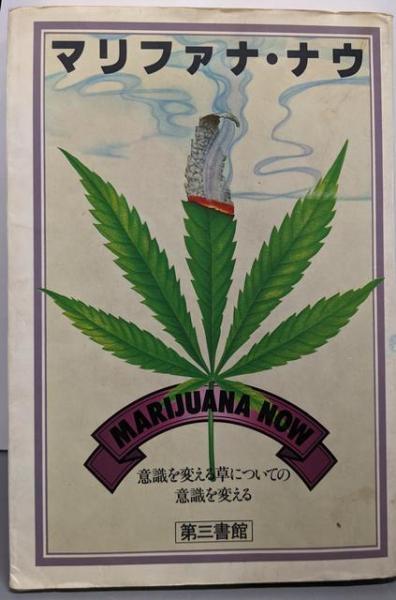 マリファナ・ナウ
MARIJUANA NOW
意識を変える草についての
意識を変える
第三書館